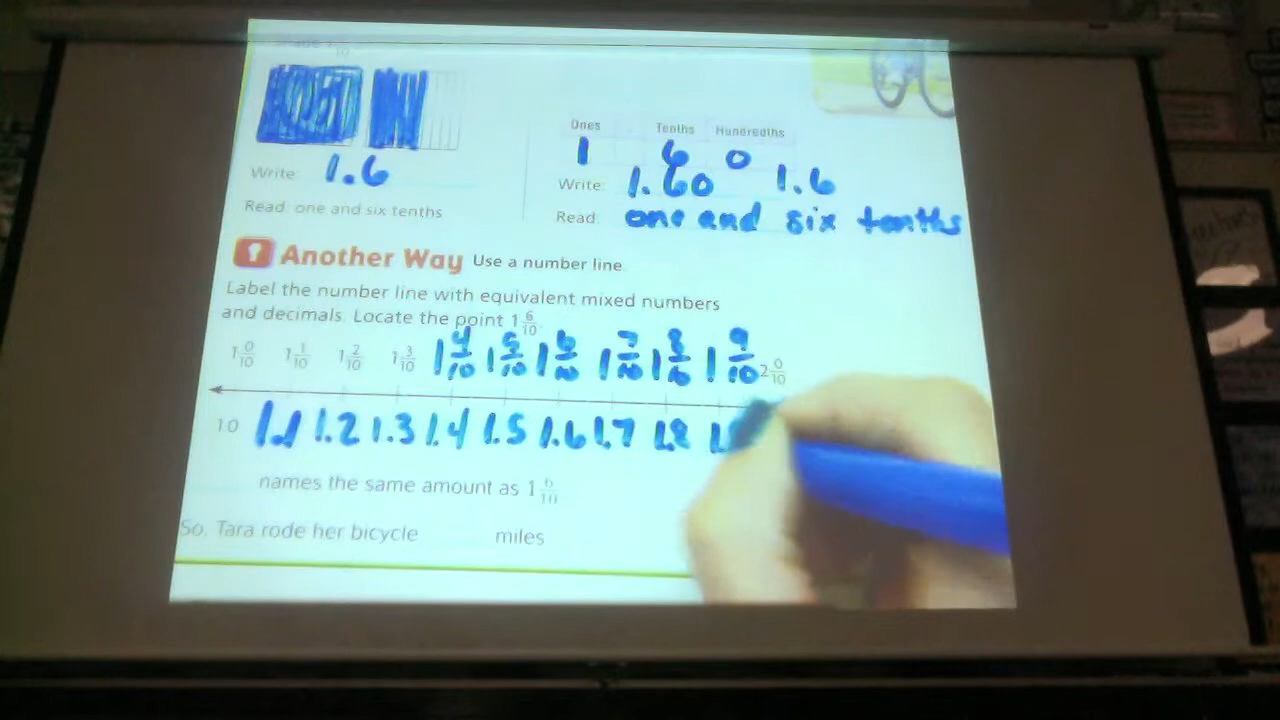 Ones Tenths Hundredths
1 6 0
Write: 1.6
Write: 1.60 1.6
Read: one and six tenths
Read: one and six tenths
Another Way Use a number line.
Label the number line with equivalent mixed numbers
and decimals. Locate the point 1 6/10.
1 0/10 1 1/10 1 2/10 1 3/10 1 4/10 1 5/10 1 6/10 1 7/10 1 8/10 1 9/10 2 0/10
1.0 1.1 1.2 1.3 1.4 1.5 1.6 1.7 1.8
names the same amount as 1 6/10
So, Tara rode her bicycle miles